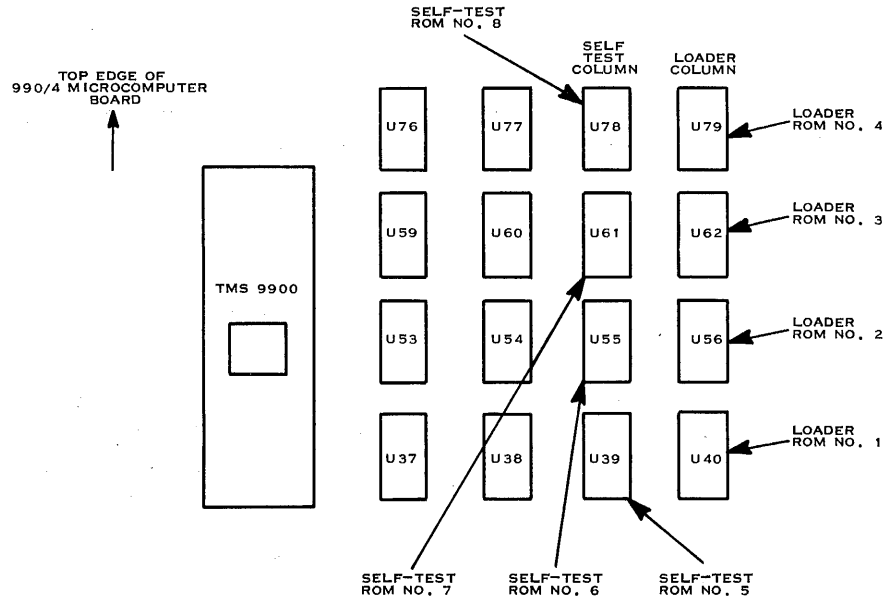 SELF-TEST
ROM NO. 8
TOP EDGE OF
990/4 MICROCOMPUTER
BOARD
SELF
TEST
COLUMN
LOADER
COLUMN
U76
U77
U78
U79
LOADER
ROM NO. 4
U59
U60
U61
U62
LOADER
ROM NO. 3
TMS 9900
U53
U54
U55
U56
LOADER
ROM NO. 2
U37
U38
U39
U40
LOADER
ROM NO. 1
SELF-TEST
ROM NO. 7
SELF-TEST
ROM NO. 6
SELF-TEST
ROM NO. 5